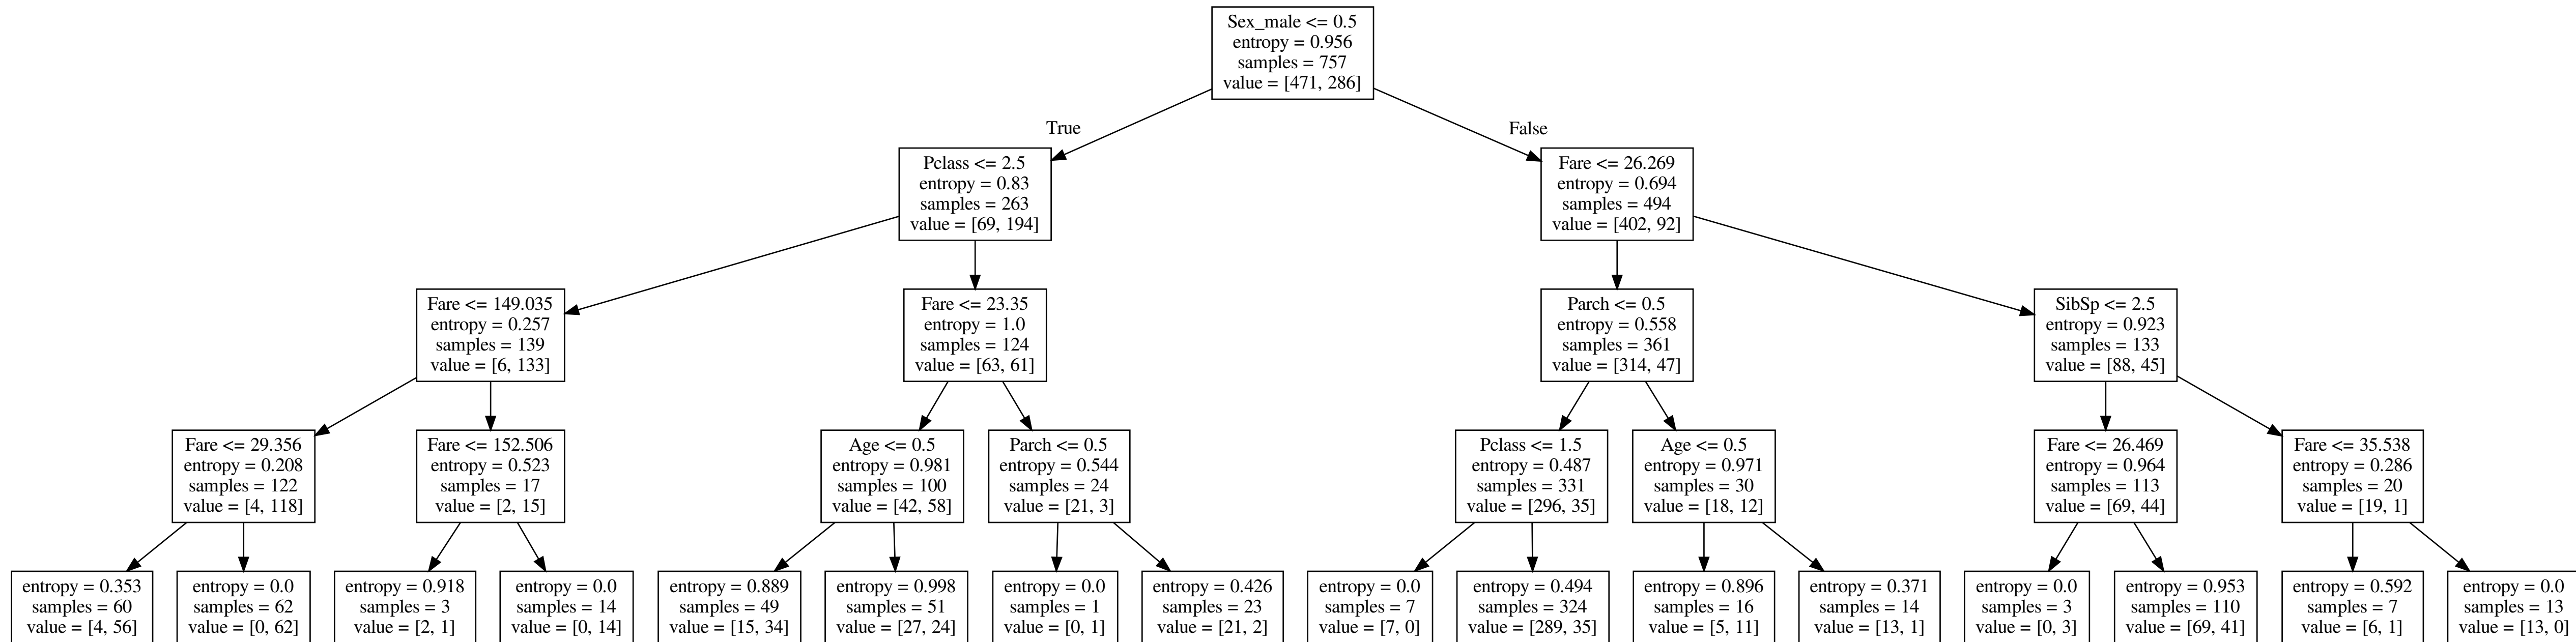 Sex_male <= 0.5
entropy = 0.956
samples = 757
value = [471, 286]
True
False
Pclass <= 2.5
entropy = 0.83
samples = 263
value = [69, 194]
Fare <= 26.269
entropy = 0.694
samples = 494
value = [402, 92]
Fare <= 149.035
entropy = 0.257
samples = 139
value = [6, 133]
Fare <= 23.35
entropy = 1.0
samples = 124
value = [63, 61]
Parch <= 0.5
entropy = 0.558
samples = 361
value = [314, 47]
SibSp <= 2.5
entropy = 0.923
samples = 133
value = [88, 45]
Fare <= 29.356
entropy = 0.208
samples = 122
value = [4, 118]
Fare <= 152.506
entropy = 0.523
samples = 17
value = [2, 15]
Age <= 0.5
entropy = 0.981
samples = 100
value = [42, 58]
Parch <= 0.5
entropy = 0.544
samples = 24
value = [21, 3]
Pclass <= 1.5
entropy = 0.487
samples = 331
value = [296, 35]
Age <= 0.5
entropy = 0.971
samples = 30
value = [18, 12]
Fare <= 26.469
entropy = 0.964
samples = 113
value = [69, 44]
Fare <= 35.538
entropy = 0.286
samples = 20
value = [19, 1]
entropy = 0.353
samples = 60
value = [4, 56]
entropy = 0.0
samples = 62
value = [0, 62]
entropy = 0.918
samples = 3
value = [2, 1]
entropy = 0.0
samples = 14
value = [0, 14]
entropy = 0.889
samples = 49
value = [15, 34]
entropy = 0.998
samples = 51
value = [27, 24]
entropy = 0.0
samples = 1
value = [0, 1]
entropy = 0.426
samples = 23
value = [21, 2]
entropy = 0.0
samples = 7
value = [7, 0]
entropy = 0.494
samples = 324
value = [289, 35]
entropy = 0.896
samples = 16
value = [5, 11]
entropy = 0.371
samples = 14
value = [13, 1]
entropy = 0.0
samples = 3
value = [0, 3]
entropy = 0.953
samples = 110
value = [69, 41]
entropy = 0.592
samples = 7
value = [6, 1]
entropy = 0.0
samples = 13
value = [13, 0]